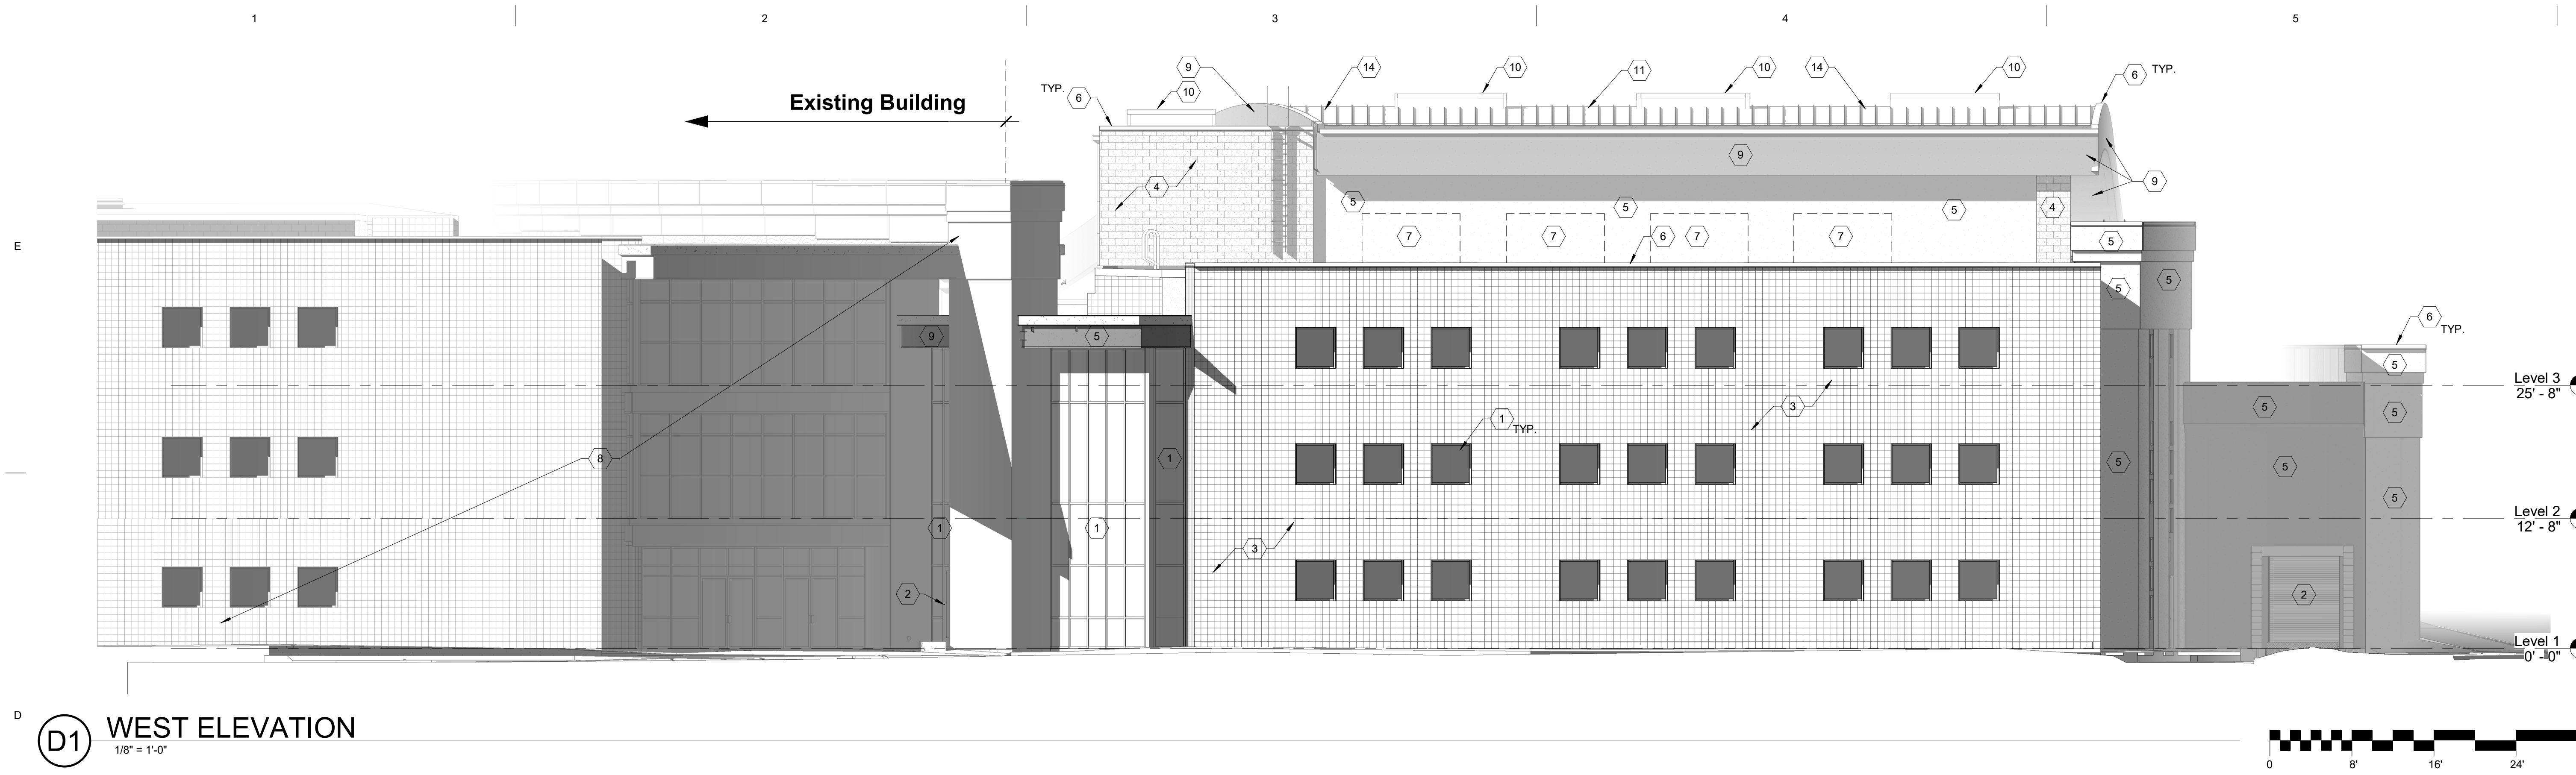 1 2 3 4 5
9 14 10 11 10 14 10 6 TYP.
TYP. 6 10
Existing Building
9
4 9
5 5 5 4
7 7 6 7 7
5
5 5
E
6 TYP.
9 5
5
Level 3
25' - 8"
3 5 5
1 TYP.
8 1 5 5
5
Level 2
12' - 8"
1 1
3
2 2
Level 1
0' - 0"
D
D1 WEST ELEVATION
1/8" = 1'-0"
0 8' 16' 24'